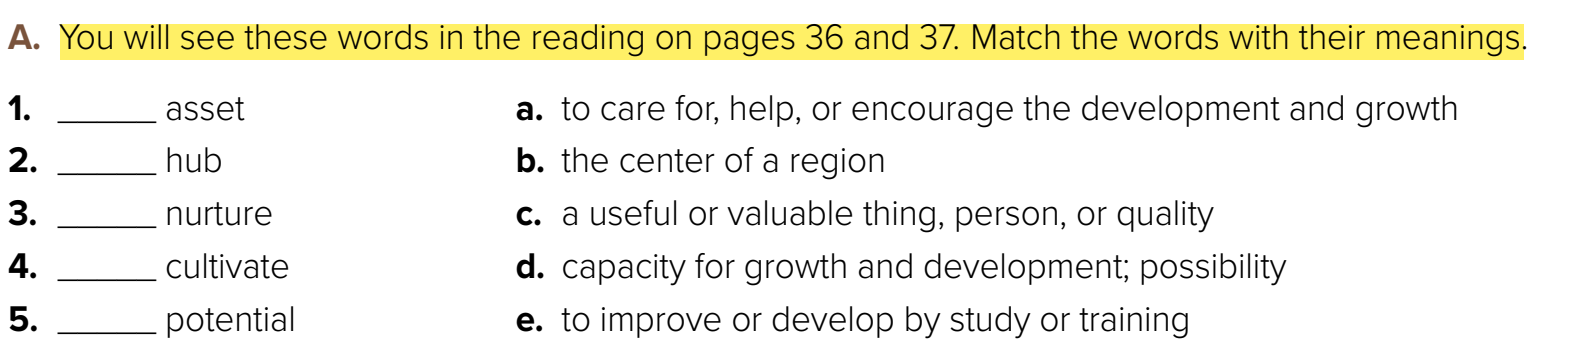 A. You will see these words in the reading on pages 36 and 37. Match the words with their meanings.
1. ______ asset a. to care for, help, or encourage the development and growth
2. ______ hub b. the center of a region
3. ______ nurture c. a useful or valuable thing, person, or quality
4. ______ cultivate d. capacity for growth and development; possibility
5. ______ potential e. to improve or develop by study or training